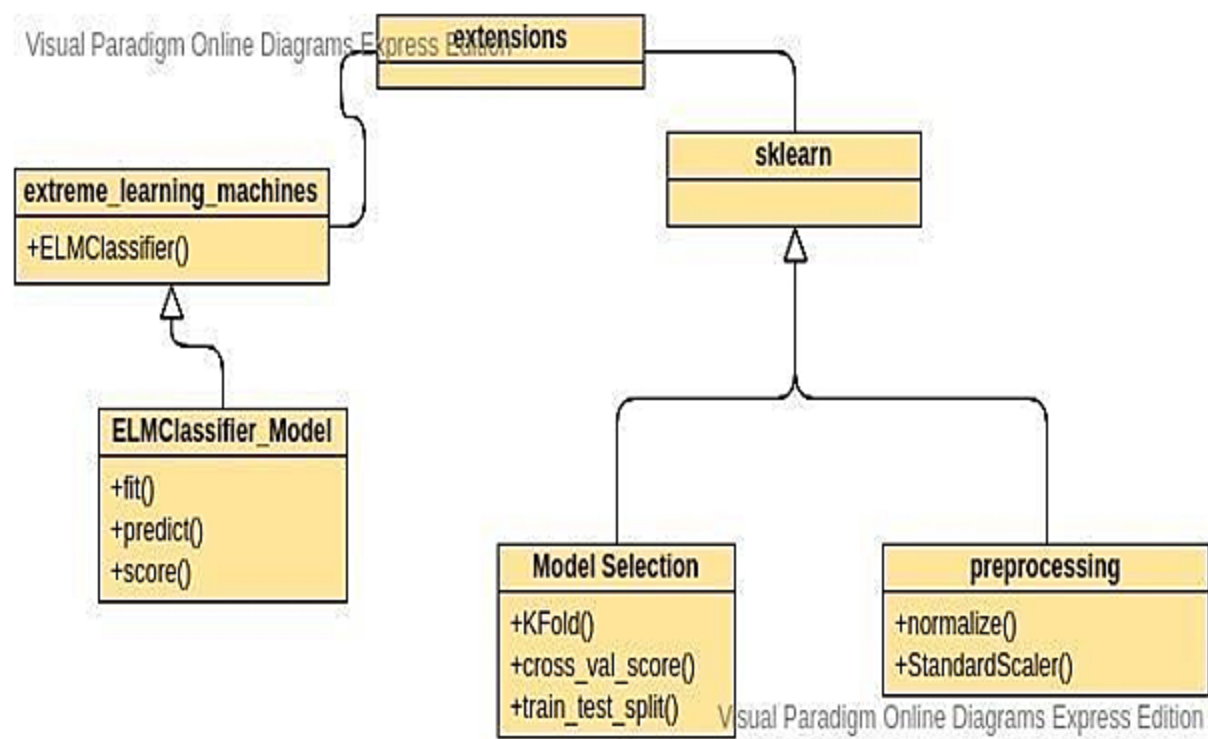 Visual Paradigm Online Diagrams Express Edition
extensions
sklearn
extreme_learning_machines
+ELMClassifier()
ELMClassifier_Model
+fit()
+predict()
+score()
Model Selection
+KFold()
+cross_val_score()
+train_test_split()
preprocessing
+normalize()
+StandardScaler()
Visual Paradigm Online Diagrams Express Edition